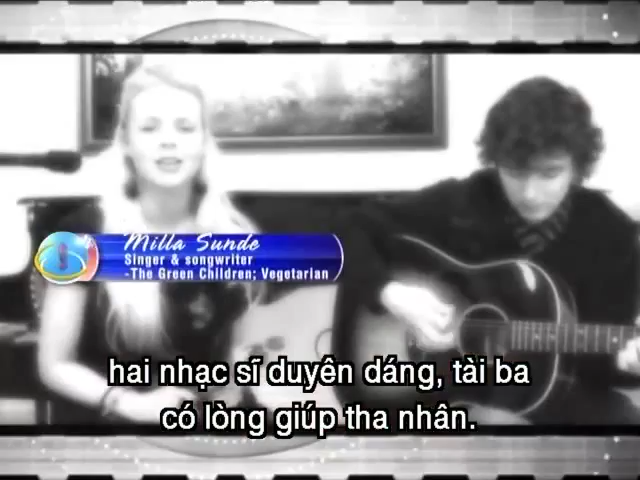 Milla Sunde
Singer & songwriter
-The Green Children; Vegetarian
hai nhạc sĩ duyên dáng, tài ba
có lòng giúp tha nhân.